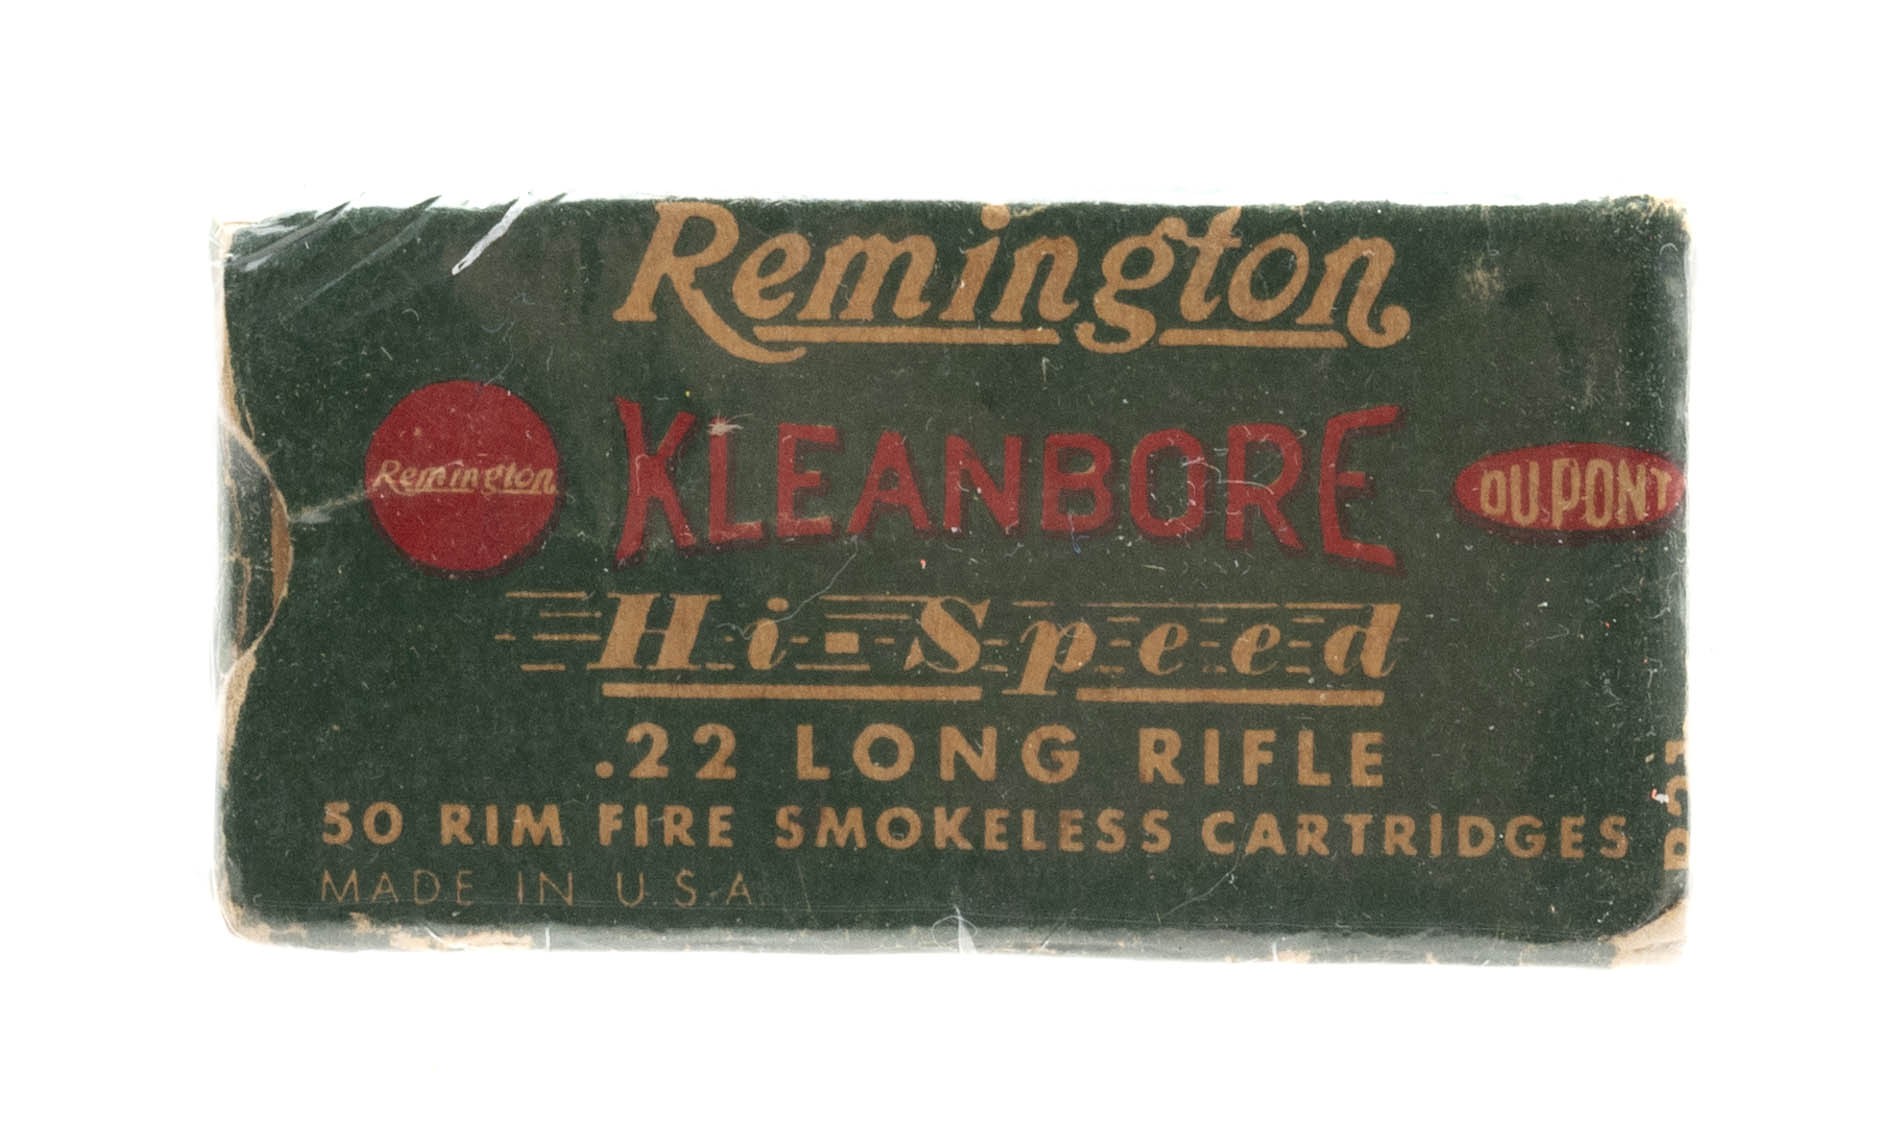 Remington
Remington
KLEANBORE
DU PONT
Hi-Speed
.22 LONG RIFLE
50 RIM FIRE SMOKELESS CARTRIDGES
MADE IN U.S.A